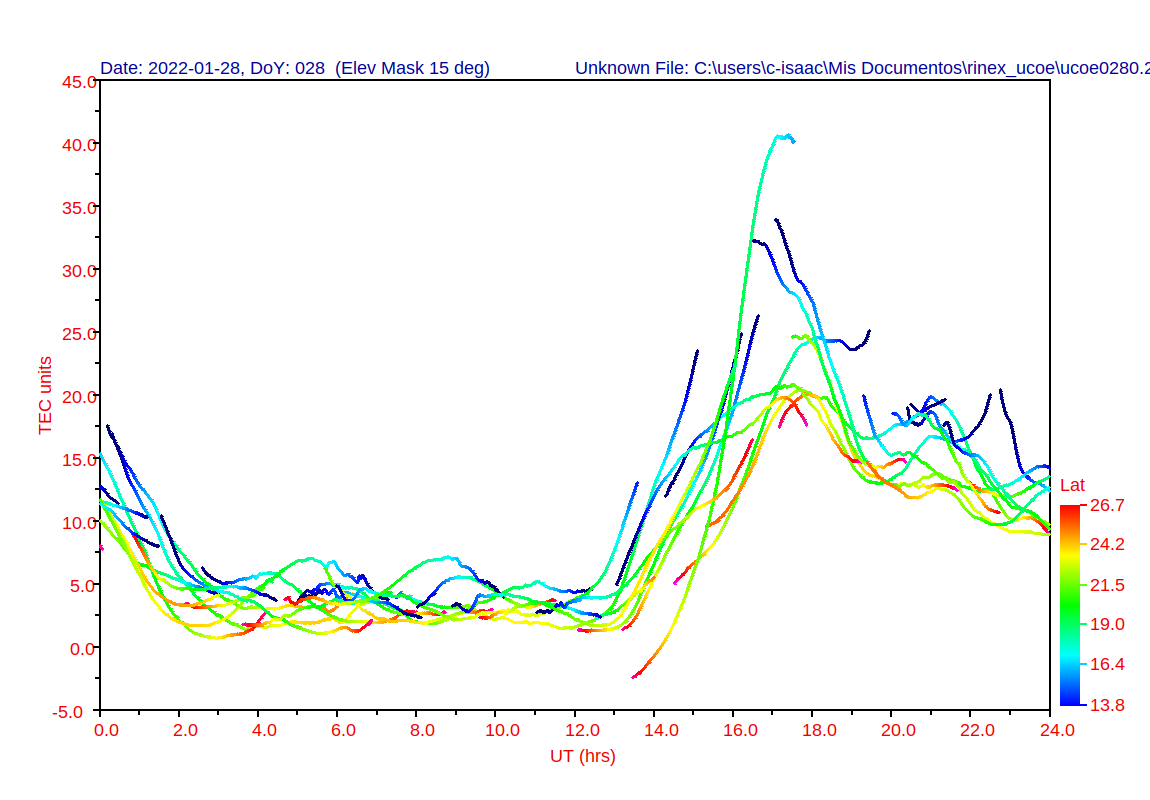 Date: 2022-01-28, DoY: 028  (Elev Mask 15 deg)
Unknown File: C:\users\c-isaac\Mis Documentos\rinex_ucoe\ucoe0280.2
45.0
40.0
35.0
30.0
25.0
20.0
15.0
10.0
5.0
0.0
-5.0
TEC units
0.0 2.0 4.0 6.0 8.0 10.0 12.0 14.0 16.0 18.0 20.0 22.0 24.0
UT (hrs)
Lat
26.7
24.2
21.5
19.0
16.4
13.8